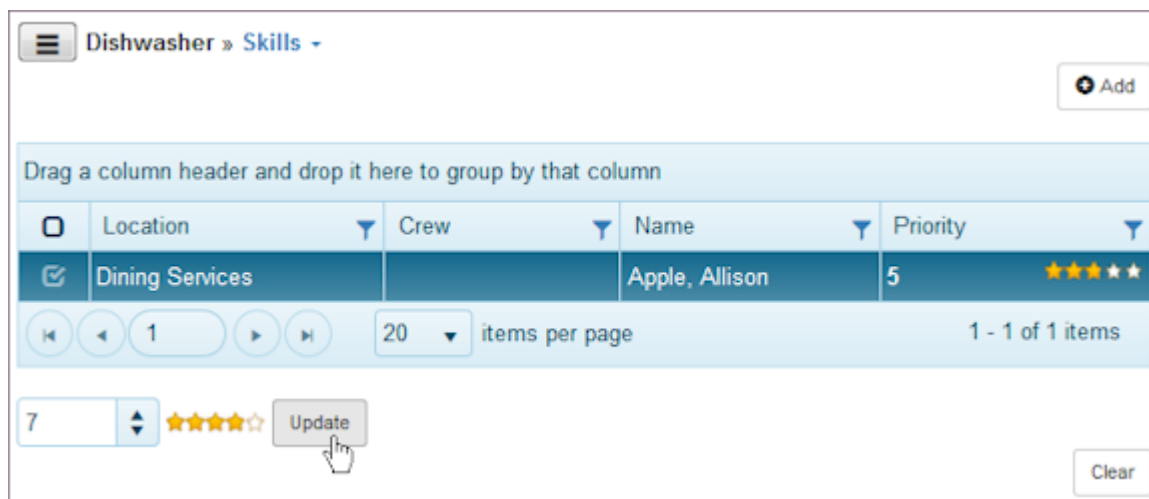 Dishwasher » Skills
Add
Drag a column header and drop it here to group by that column
Location Crew Name Priority
Dining Services Apple, Allison 5
1 20 items per page 1 - 1 of 1 items
7 Update
Clear